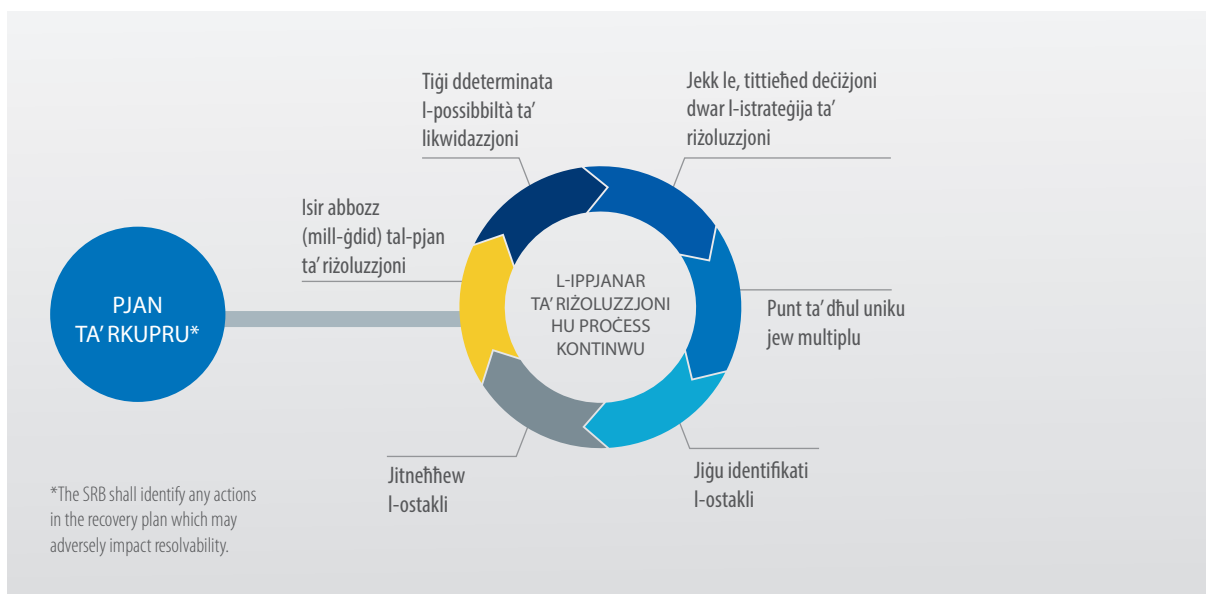 Tiġi ddeterminata
l-possibbiltà ta’
likwidazzjoni
Jekk le, tittieħed deċiżjoni
dwar l-istrateġija ta’
riżoluzzjoni
Isir abbozz
(mill-ġdid) tal-pjan
ta’ riżoluzzjoni
PJAN
TA’ RKUPRU*
L-IPPJANAR
TA’ RIŻOLUZZJONI
HU PROĊESS
KONTINWU
Punt ta’ dħul uniku
jew multiplu
Jitneħħew
l-ostakli
Jiġu identifikati
l-ostakli
*The SRB shall identify any actions
in the recovery plan which may
adversely impact resolvability.